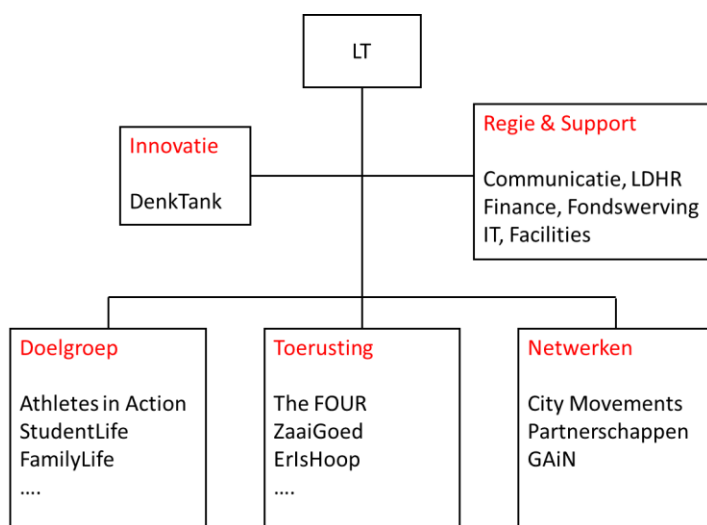 LT
Innovatie
DenkTank
Regie & Support
Communicatie, LDHR
Finance, Fondswerving
IT, Facilities
Doelgroep
Athletes in Action
StudentLife
FamilyLife
....
Toerusting
The FOUR
ZaaiGoed
ErIsHoop
....
Netwerken
City Movements
Partnerschappen
GAiN